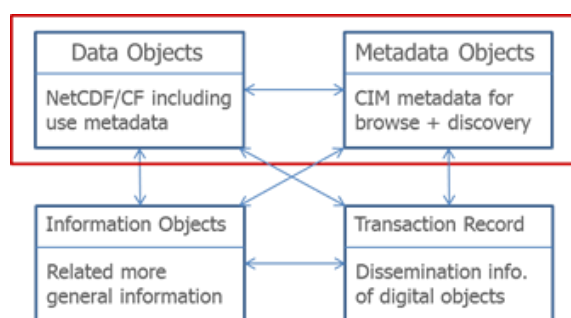 Data Objects
NetCDF/CF including
use metadata
Metadata Objects
CIM metadata for
browse + discovery
Information Objects
Related more
general information
Transaction Record
Dissemination info.
of digital objects